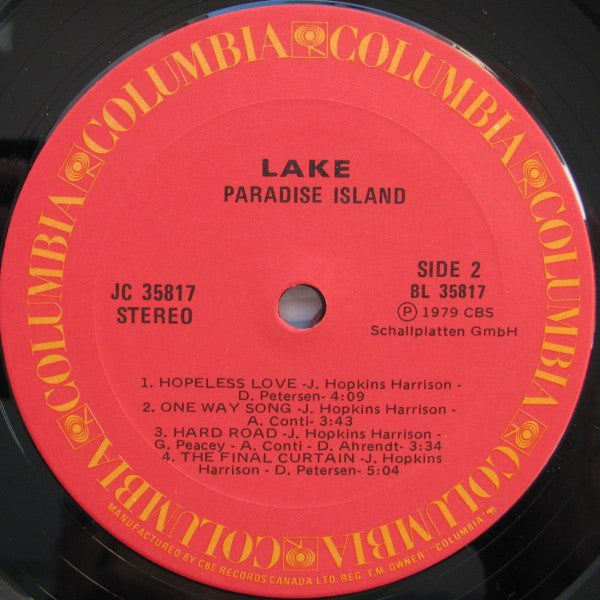 COLUMBIA COLUMBIA COLUMBIA COLUMBIA COLUMBIA COLUMBIA COLUMBIA COLUMBIA
LAKE
PARADISE ISLAND
JC 35817
STEREO
SIDE 2
BL 35817
Ⓟ 1979 CBS
Schallplatten GmbH
1. HOPELESS LOVE -J. Hopkins Harrison -
D. Petersen- 4:09
2. ONE WAY SONG -J. Hopkins Harrison -
A. Conti- 3:43
3. HARD ROAD -J. Hopkins Harrison -
G. Peacey - A. Conti - D. Ahrendt- 3:34
4. THE FINAL CURTAIN -J. Hopkins
Harrison - D. Petersen- 5:04
MANUFACTURED BY CBS RECORDS CANADA LTD. REG. T.M. OWNER "COLUMBIA"